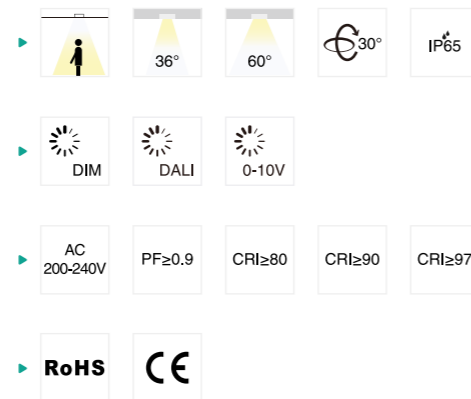 36°
60°
30°
IP65
DIM
DALI
0-10V
AC
200-240V
PF≥0.9
CRI≥80
CRI≥90
CRI≥97
RoHS
CE